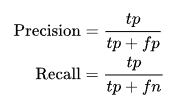 Precision = tp / tp + fp
Recall = tp / tp + fn